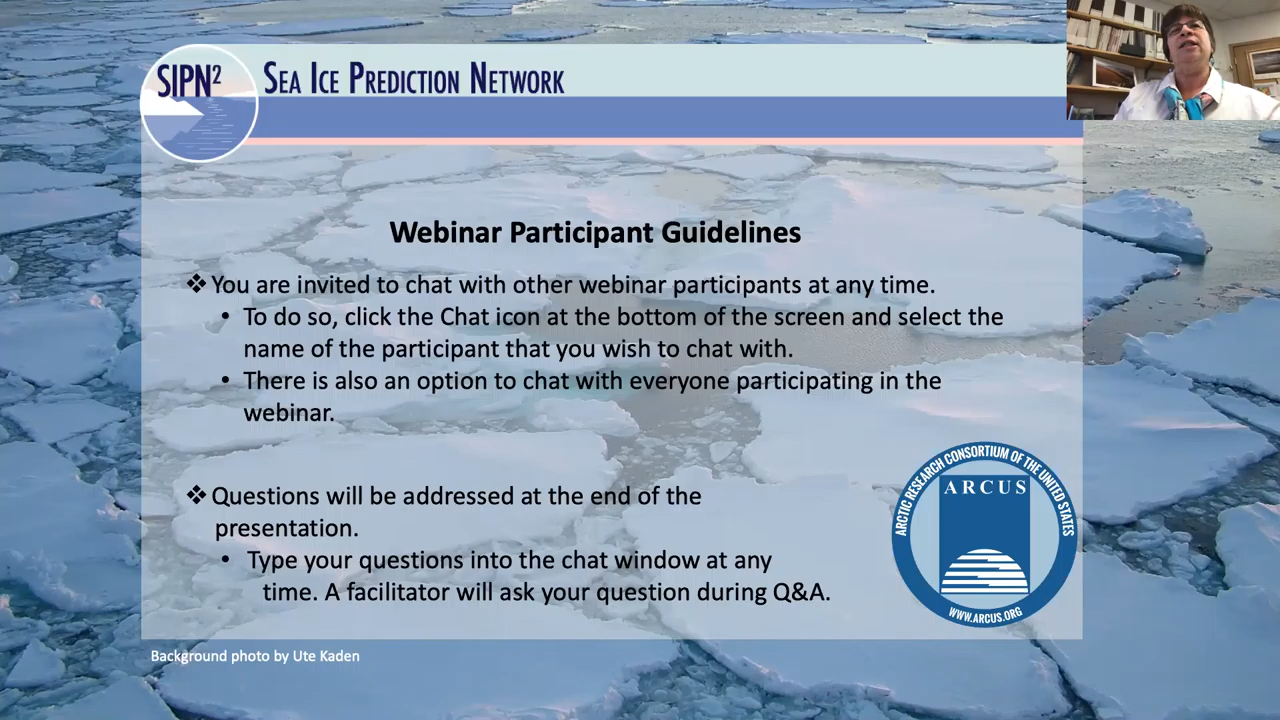 SIPN²
SEA ICE PREDICTION NETWORK
Webinar Participant Guidelines
❖You are invited to chat with other webinar participants at any time.
• To do so, click the Chat icon at the bottom of the screen and select the
name of the participant that you wish to chat with.
• There is also an option to chat with everyone participating in the
webinar.
❖Questions will be addressed at the end of the
presentation.
• Type your questions into the chat window at any
time. A facilitator will ask your question during Q&A.
ARCTIC RESEARCH CONSORTIUM OF THE UNITED STATES
ARCUS
WWW.ARCUS.ORG
Background photo by Ute Kaden